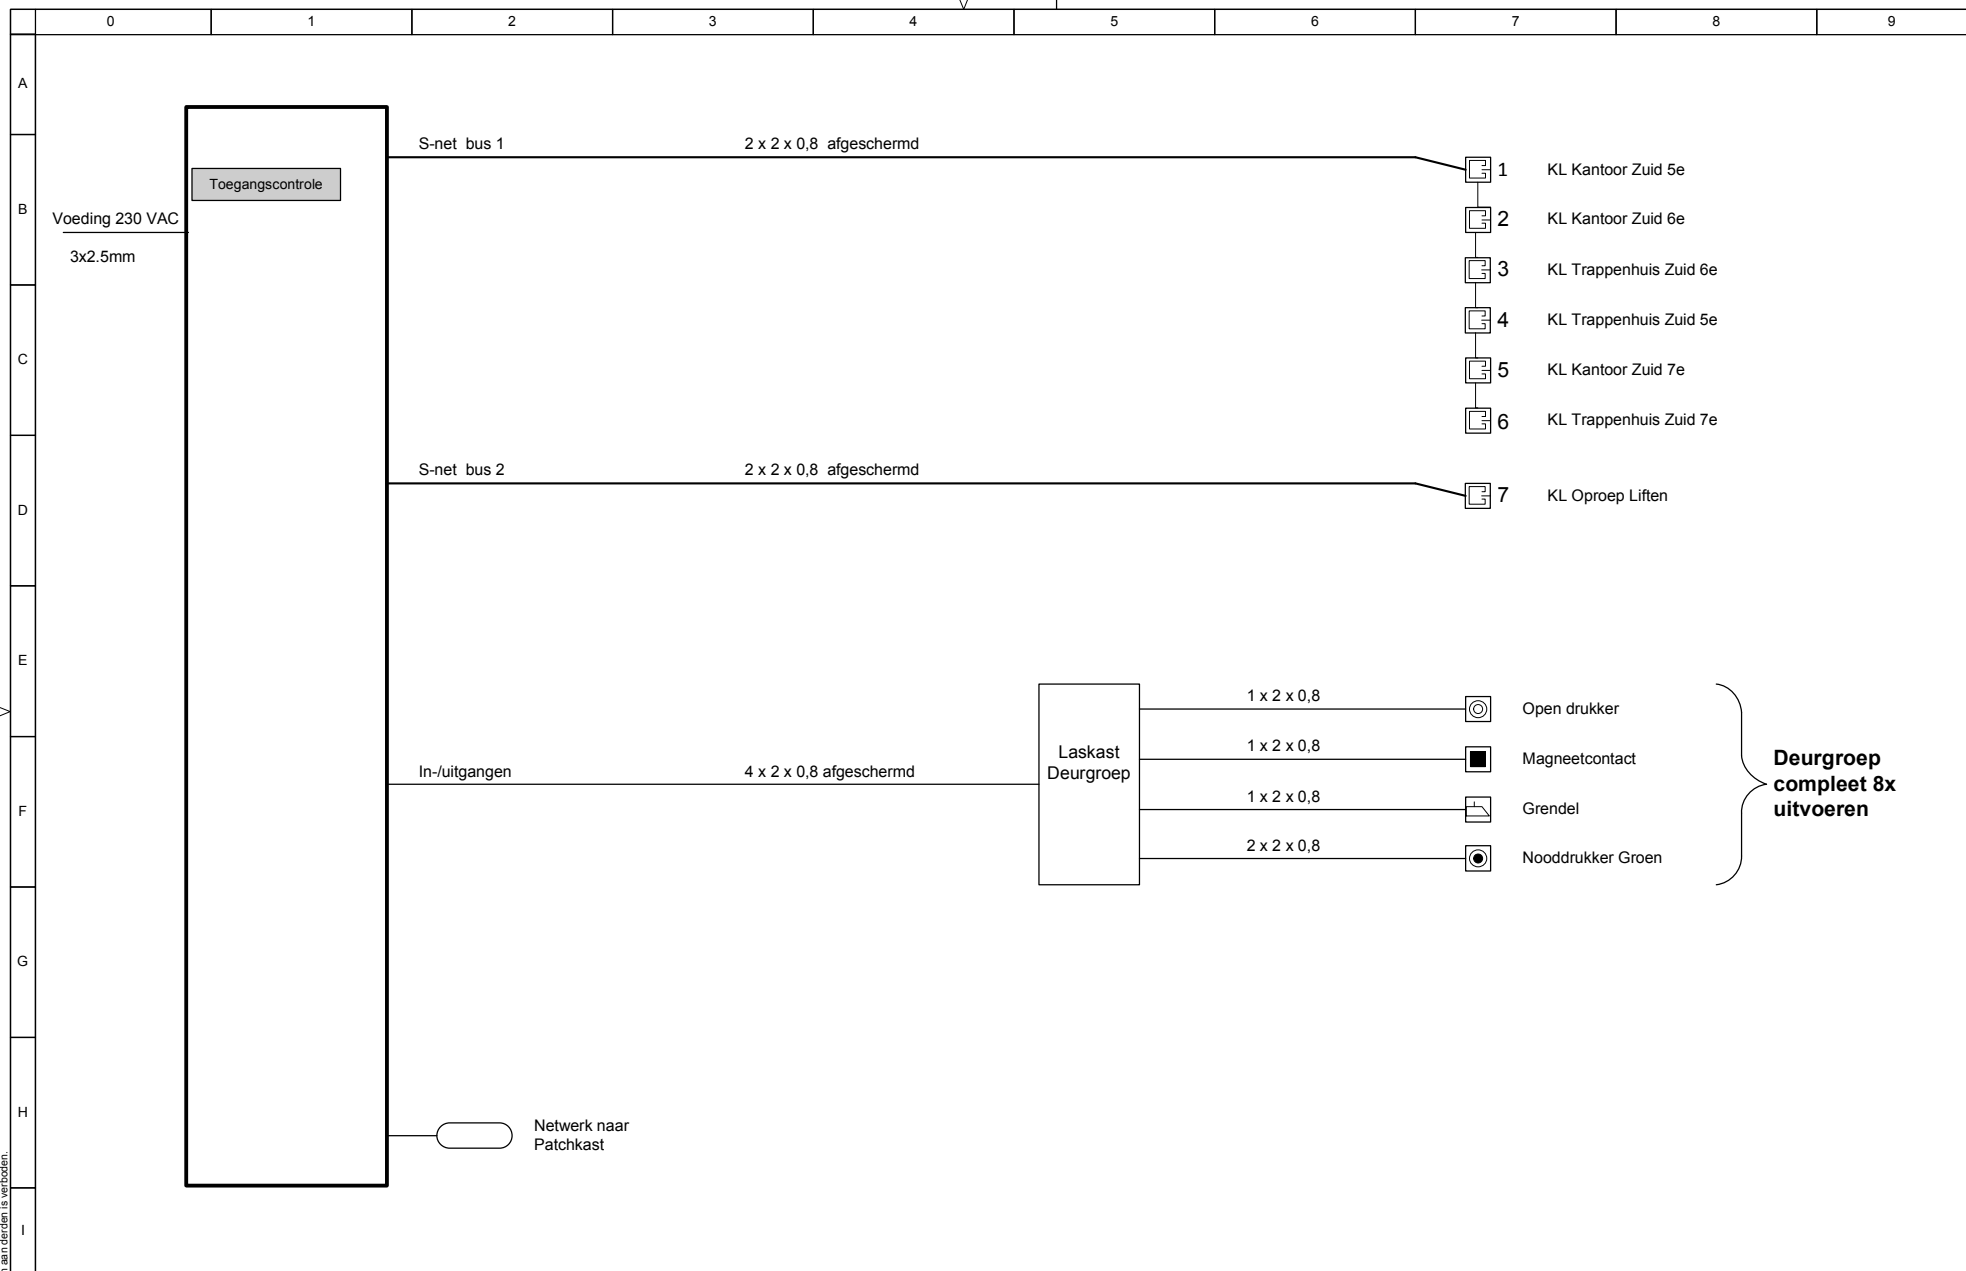 0 1 2 3 4 5 6 7 8 9
A
S-net bus 1 2 x 2 x 0,8 afgeschermd
1 KL Kantoor Zuid 5e
Toegangscontrole
B
Voeding 230 VAC
2 KL Kantoor Zuid 6e
3x2.5mm
3 KL Trappenhuis Zuid 6e
4 KL Trappenhuis Zuid 5e
C
5 KL Kantoor Zuid 7e
6 KL Trappenhuis Zuid 7e
S-net bus 2 2 x 2 x 0,8 afgeschermd
7 KL Oproep Liften
D
E
1 x 2 x 0,8
Open drukker
1 x 2 x 0,8
Magneetcontact
Laskast
Deurgroep
In-/uitgangen 4 x 2 x 0,8 afgeschermd
1 x 2 x 0,8
Grendel
2 x 2 x 0,8
Nooddrukker Groen
Deurgroep
compleet 8x
uitvoeren
F
G
H
Netwerk naar
Patchkast
I
aan derden is verboden.